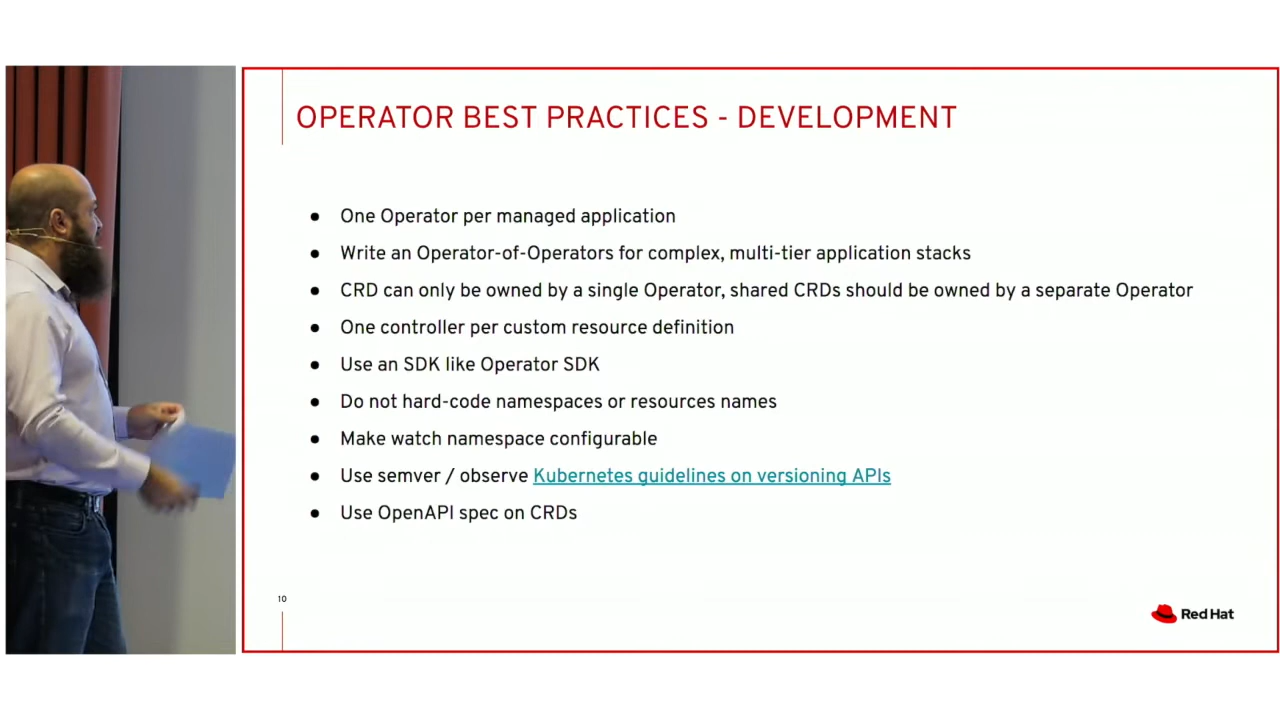 OPERATOR BEST PRACTICES - DEVELOPMENT
● One Operator per managed application
● Write an Operator-of-Operators for complex, multi-tier application stacks
● CRD can only be owned by a single Operator, shared CRDs should be owned by a separate Operator
● One controller per custom resource definition
● Use an SDK like Operator SDK
● Do not hard-code namespaces or resources names
● Make watch namespace configurable
● Use semver / observe Kubernetes guidelines on versioning APIs
● Use OpenAPI spec on CRDs
10
Red Hat